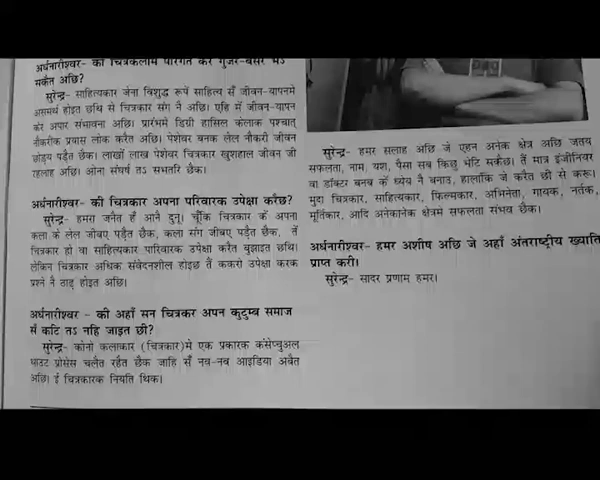 अर्धनारीश्वर- की चित्रकलामे पारंगत कर गुजर-बसर भऽ
सकैत अछि?
सुरेन्द्र- साहित्यकार जेना विशुद्ध रूपें साहित्य सँ जीवन-यापनमे
असमर्थ होइत छथि से चित्रकार संग नै अछि। एहि में जीवन-यापन
केर अपार संभावना अछि। प्रारंभमे डिग्री हासिल केलाक पश्चात्
नौकरीक प्रयास लोक करैत अछि। पेशेवर बनक लेल नौकरी जीवन
छोड़य पड़ैत छैक। लाखों लाख पेशेवर चित्रकार खुशहाल जीवन जी
रहलाह अछि। ओना संघर्ष तऽ सभतरि छैक।
अर्धनारीश्वर- की चित्रकार अपना परिवारक उपेक्षा करैछ?
सुरेन्द्र- हमरा जनैत हँ आनै दुनू। चूँकि चित्रकार के अपना
कला के लेल जीबए पड़ैत छैक, कला संग जीबए पड़ैत छैक, तें
चित्रकार हो वा साहित्यकार पारिवारक उपेक्षा करैत बुझाइत छथि।
लेकिन चित्रकार अधिक संवेदनशील होइछ तें ककरो उपेक्षा करक
प्रश्ने नै ठाढ़ होइत अछि।
अर्धनारीश्वर - की अहाँ सन चित्रकर अपन कुटुम्ब समाज
सँ कटि तऽ नहि जाइत छी?
सुरेन्द्र- कोनो कलाकार (चित्रकार)मे एक प्रकारक कंसेप्चुअल
थाउट प्रोसेस चलैत रहैत छैक जाहि सँ नव-नव आइडिया अबैत
अछि। ई चित्रकारक नियति थिक।
सुरेन्द्र- हमर सलाह अछि जे एहन अनेक क्षेत्र अछि जतय
सफलता, नाम, यश, पैसा सब किछु भेंटि सकैछ। तें मात्र इंजीनियर
वा डॉक्टर बनब के ध्येय नै बनाउ, हालांकि जे करैत छी से करू।
मुदा चित्रकार, साहित्यकार, फिल्मकार, अभिनेता, गायक, नर्तक,
मूर्तिकार, आदि अनेकानेक क्षेत्रमे सफलता संभव छैक।
अर्धनारीश्वर- हमर अशीष अछि जे अहाँ अंतराष्ट्रीय ख्याति
प्राप्त करी।
सुरेन्द्र- सादर प्रणाम हमर।